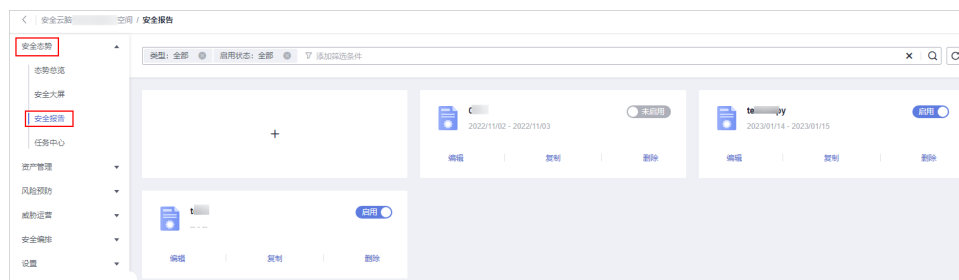 安全云脑 空间 / 安全报告
安全态势
态势总览
安全大屏
安全报告
任务中心
资产管理
风险预防
威胁运营
安全编排
设置
类型：全部 启用状态：全部 添加筛选条件
未启用
2022/11/02 - 2022/11/03
编辑 复制 删除
启用
2023/01/14 - 2023/01/15
编辑 复制 删除
启用
-- - --
编辑 复制 删除